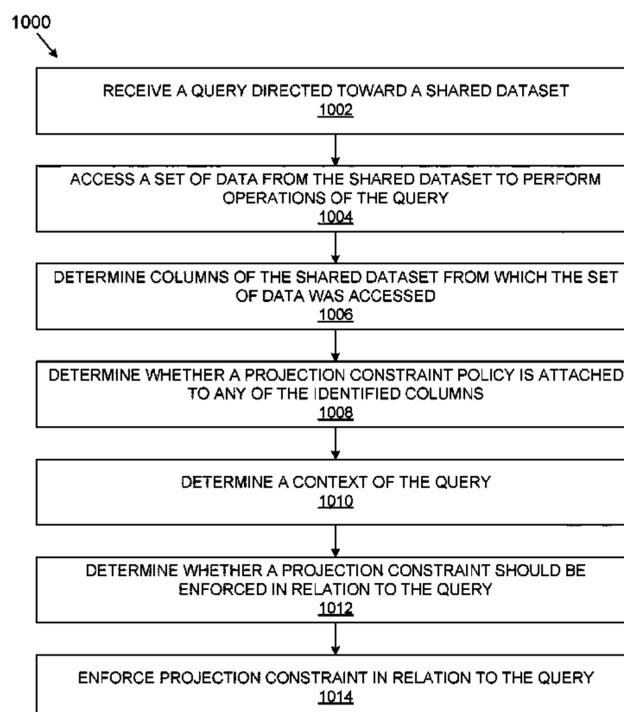 1000
RECEIVE A QUERY DIRECTED TOWARD A SHARED DATASET
1002
ACCESS A SET OF DATA FROM THE SHARED DATASET TO PERFORM
OPERATIONS OF THE QUERY
1004
DETERMINE COLUMNS OF THE SHARED DATASET FROM WHICH THE SET
OF DATA WAS ACCESSED
1006
DETERMINE WHETHER A PROJECTION CONSTRAINT POLICY IS ATTACHED
TO ANY OF THE IDENTIFIED COLUMNS
1008
DETERMINE A CONTEXT OF THE QUERY
1010
DETERMINE WHETHER A PROJECTION CONSTRAINT SHOULD BE
ENFORCED IN RELATION TO THE QUERY
1012
ENFORCE PROJECTION CONSTRAINT IN RELATION TO THE QUERY
1014